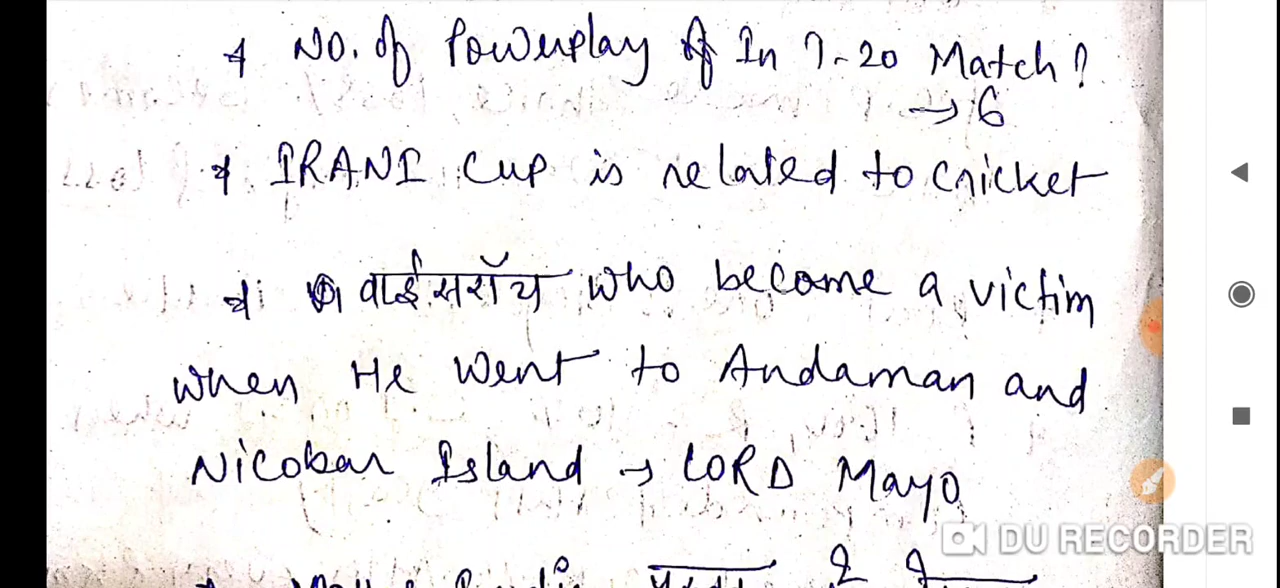 * No. of Powerplay In T-20 Match?
→ 6
* IRANI Cup is related to cricket
* वाईसरॉय who become a victim
when He went to Andaman and
Nicobar Island → LORD Mayo
DU RECORDER